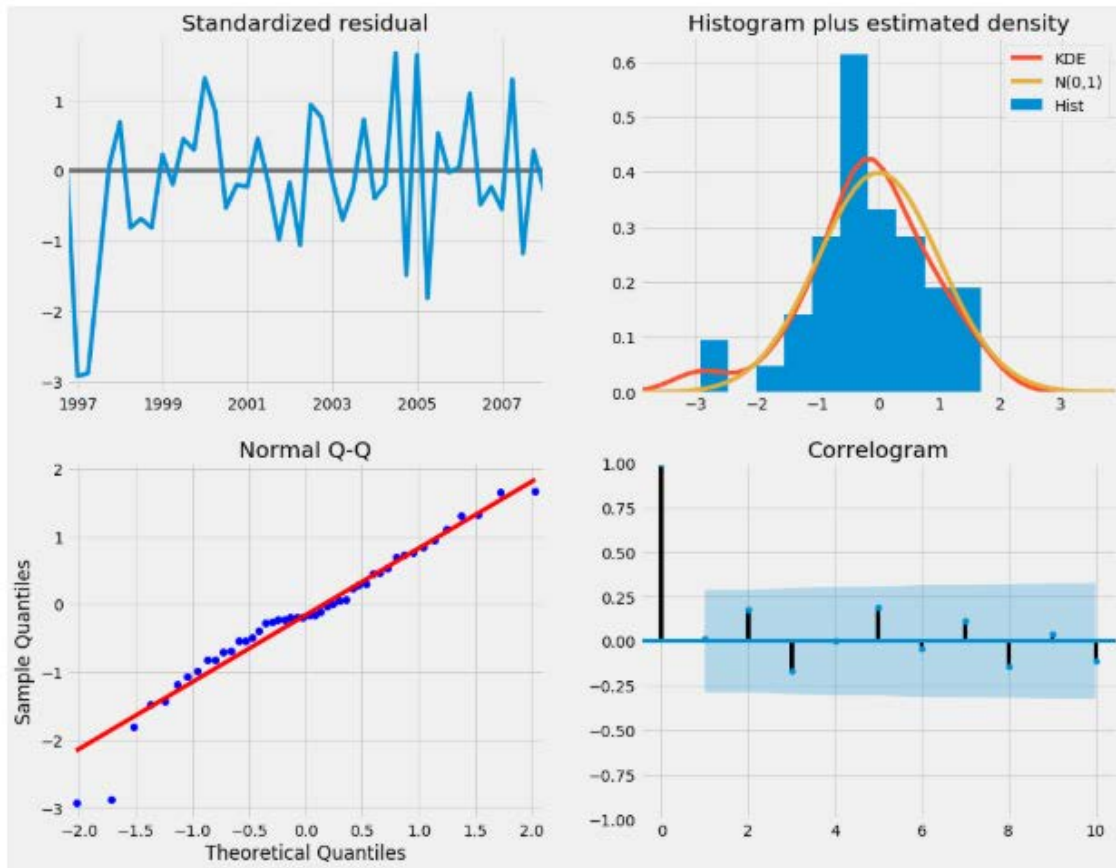 Standardized residual
1
0
−1
−2
−3
1997 1999 2001 2003 2005 2007
Histogram plus estimated density
KDE
N(0,1)
Hist
0.6
0.5
0.4
0.3
0.2
0.1
0.0
−3 −2 −1 0 1 2 3
Normal Q-Q
Sample Quantiles
2
1
0
−1
−2
−3
−2.0 −1.5 −1.0 −0.5 0.0 0.5 1.0 1.5 2.0
Theoretical Quantiles
Correlogram
1.00
0.75
0.50
0.25
0.00
−0.25
−0.50
−0.75
−1.00
0 2 4 6 8 10